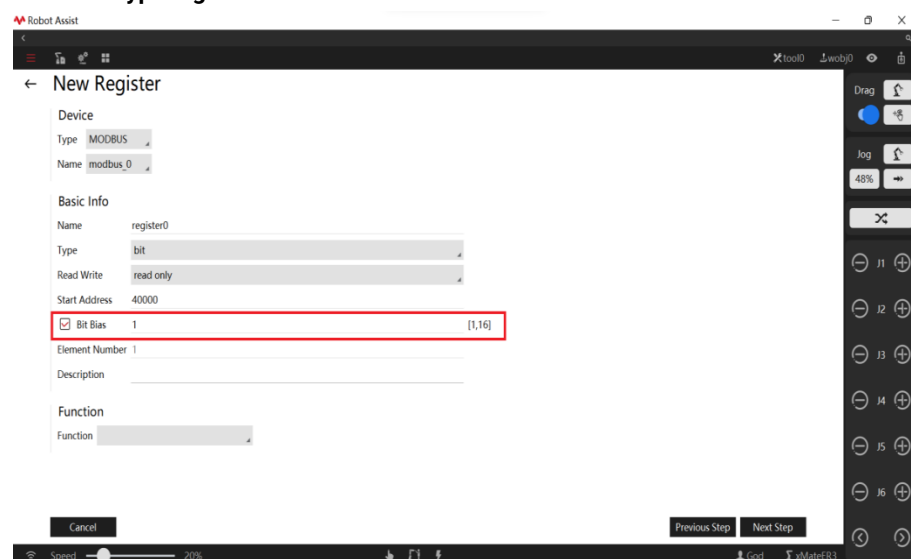 Robot Assist
tool0 wobj0
New Register
Drag
Device
Type MODBUS
Name modbus_0
Jog
48%
Basic Info
Name register0
Type bit
Read Write read only
Start Address 40000
Bit Bias 1 [1,16]
Element Number 1
Description
Function
Function
J1
J2
J3
J4
J5
J6
Cancel Previous Step Next Step
Speed 20% God xMateER3